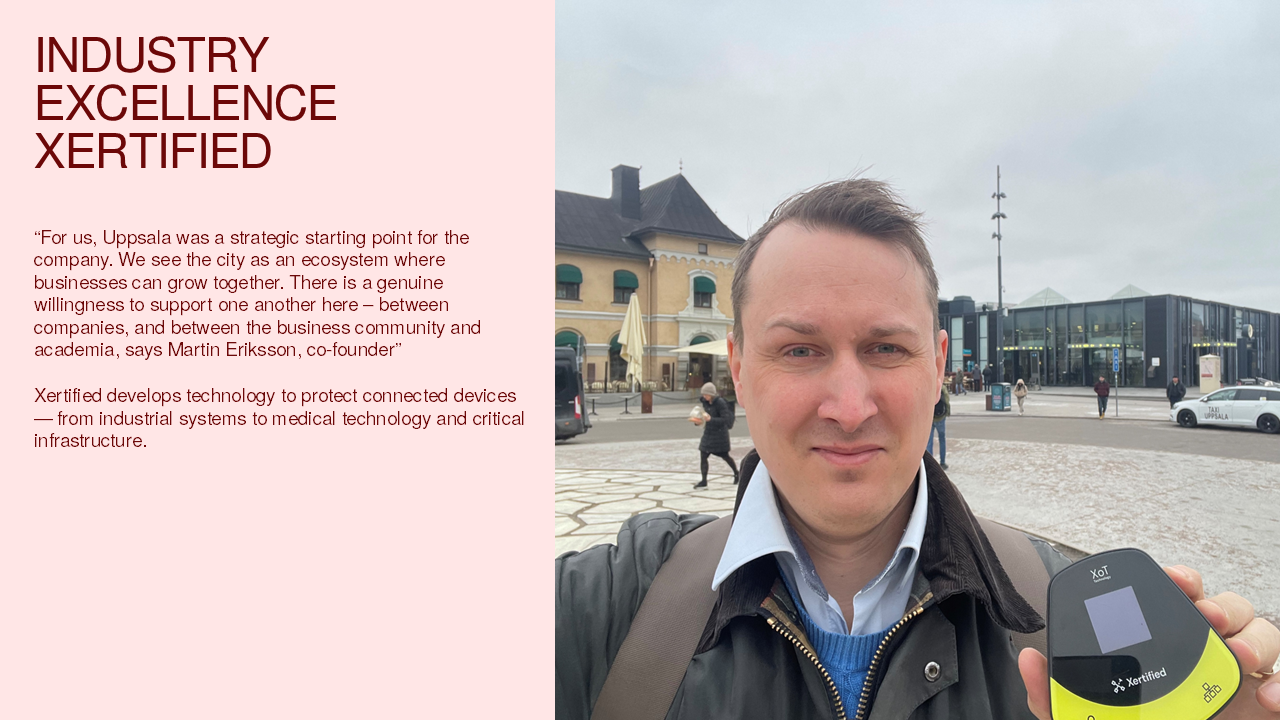 INDUSTRY
EXCELLENCE
XERTIFIED
“For us, Uppsala was a strategic starting point for the
company. We see the city as an ecosystem where
businesses can grow together. There is a genuine
willingness to support one another here – between
companies, and between the business community and
academia, says Martin Eriksson, co-founder”
Xertified develops technology to protect connected devices
— from industrial systems to medical technology and critical
infrastructure.
TAXI
UPPSALA
XoT
Technology
Xertified